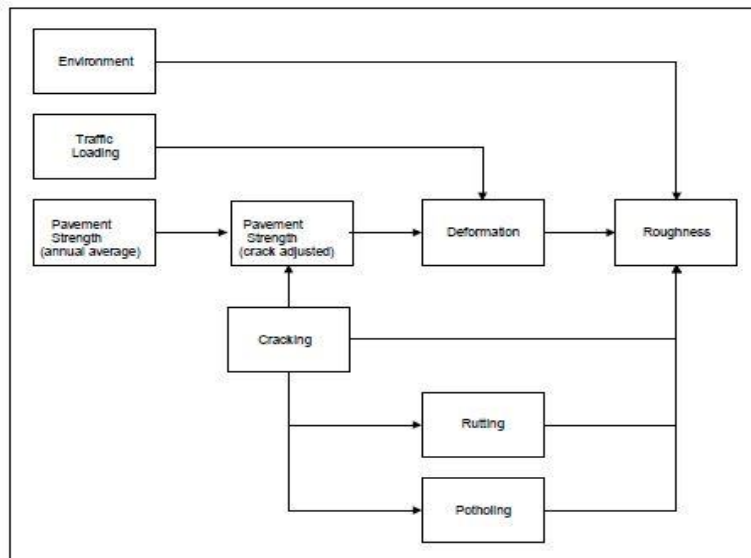 Environment
Traffic
Loading
Pavement
Strength
(annual average)
Pavement
Strength
(crack adjusted)
Deformation
Roughness
Cracking
Rutting
Potholing